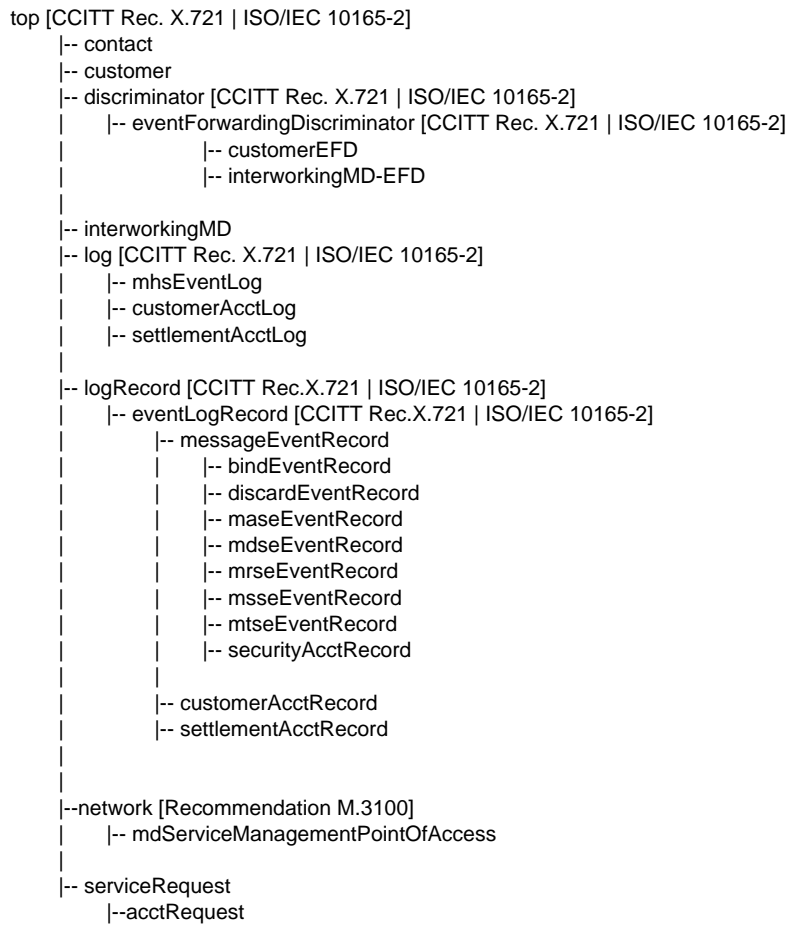 top [CCITT Rec. X.721 | ISO/IEC 10165-2]
|-- contact
|-- customer
|-- discriminator [CCITT Rec. X.721 | ISO/IEC 10165-2]
| |-- eventForwardingDiscriminator [CCITT Rec. X.721 | ISO/IEC 10165-2]
| |-- customerEFD
| |-- interworkingMD-EFD
|
|-- interworkingMD
|-- log [CCITT Rec. X.721 | ISO/IEC 10165-2]
| |-- mhsEventLog
| |-- customerAcctLog
| |-- settlementAcctLog
|
|-- logRecord [CCITT Rec.X.721 | ISO/IEC 10165-2]
| |-- eventLogRecord [CCITT Rec.X.721 | ISO/IEC 10165-2]
| |-- messageEventRecord
| | |-- bindEventRecord
| | |-- discardEventRecord
| | |-- maseEventRecord
| | |-- mdseEventRecord
| | |-- mrseEventRecord
| | |-- msseEventRecord
| | |-- mtseEventRecord
| | |-- securityAcctRecord
| |
| |-- customerAcctRecord
| |-- settlementAcctRecord
|
|
|--network [Recommendation M.3100]
| |-- mdServiceManagementPointOfAccess
|
|-- serviceRequest
|--acctRequest